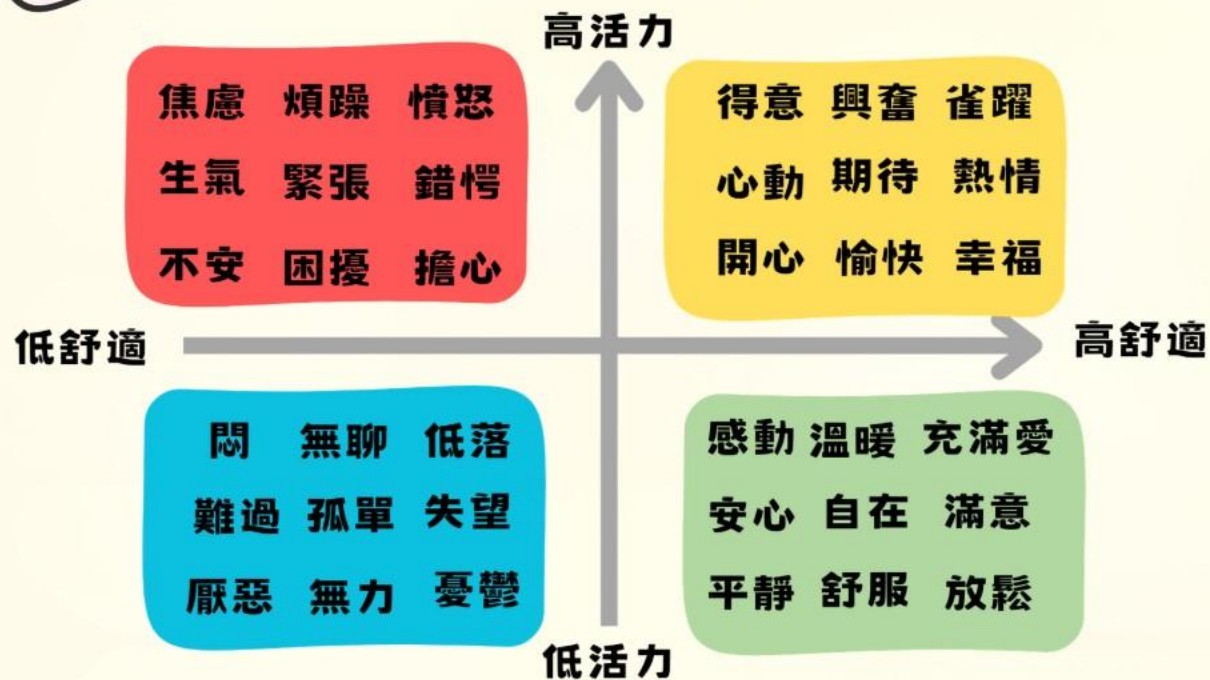 高活力
焦慮 煩躁 憤怒
生氣 緊張 錯愕
不安 困擾 擔心
得意 興奮 雀躍
心動 期待 熱情
開心 愉快 幸福
低舒適
高舒適
悶 無聊 低落
難過 孤單 失望
厭惡 無力 憂鬱
感動 溫暖 充滿愛
安心 自在 滿意
平靜 舒服 放鬆
低活力